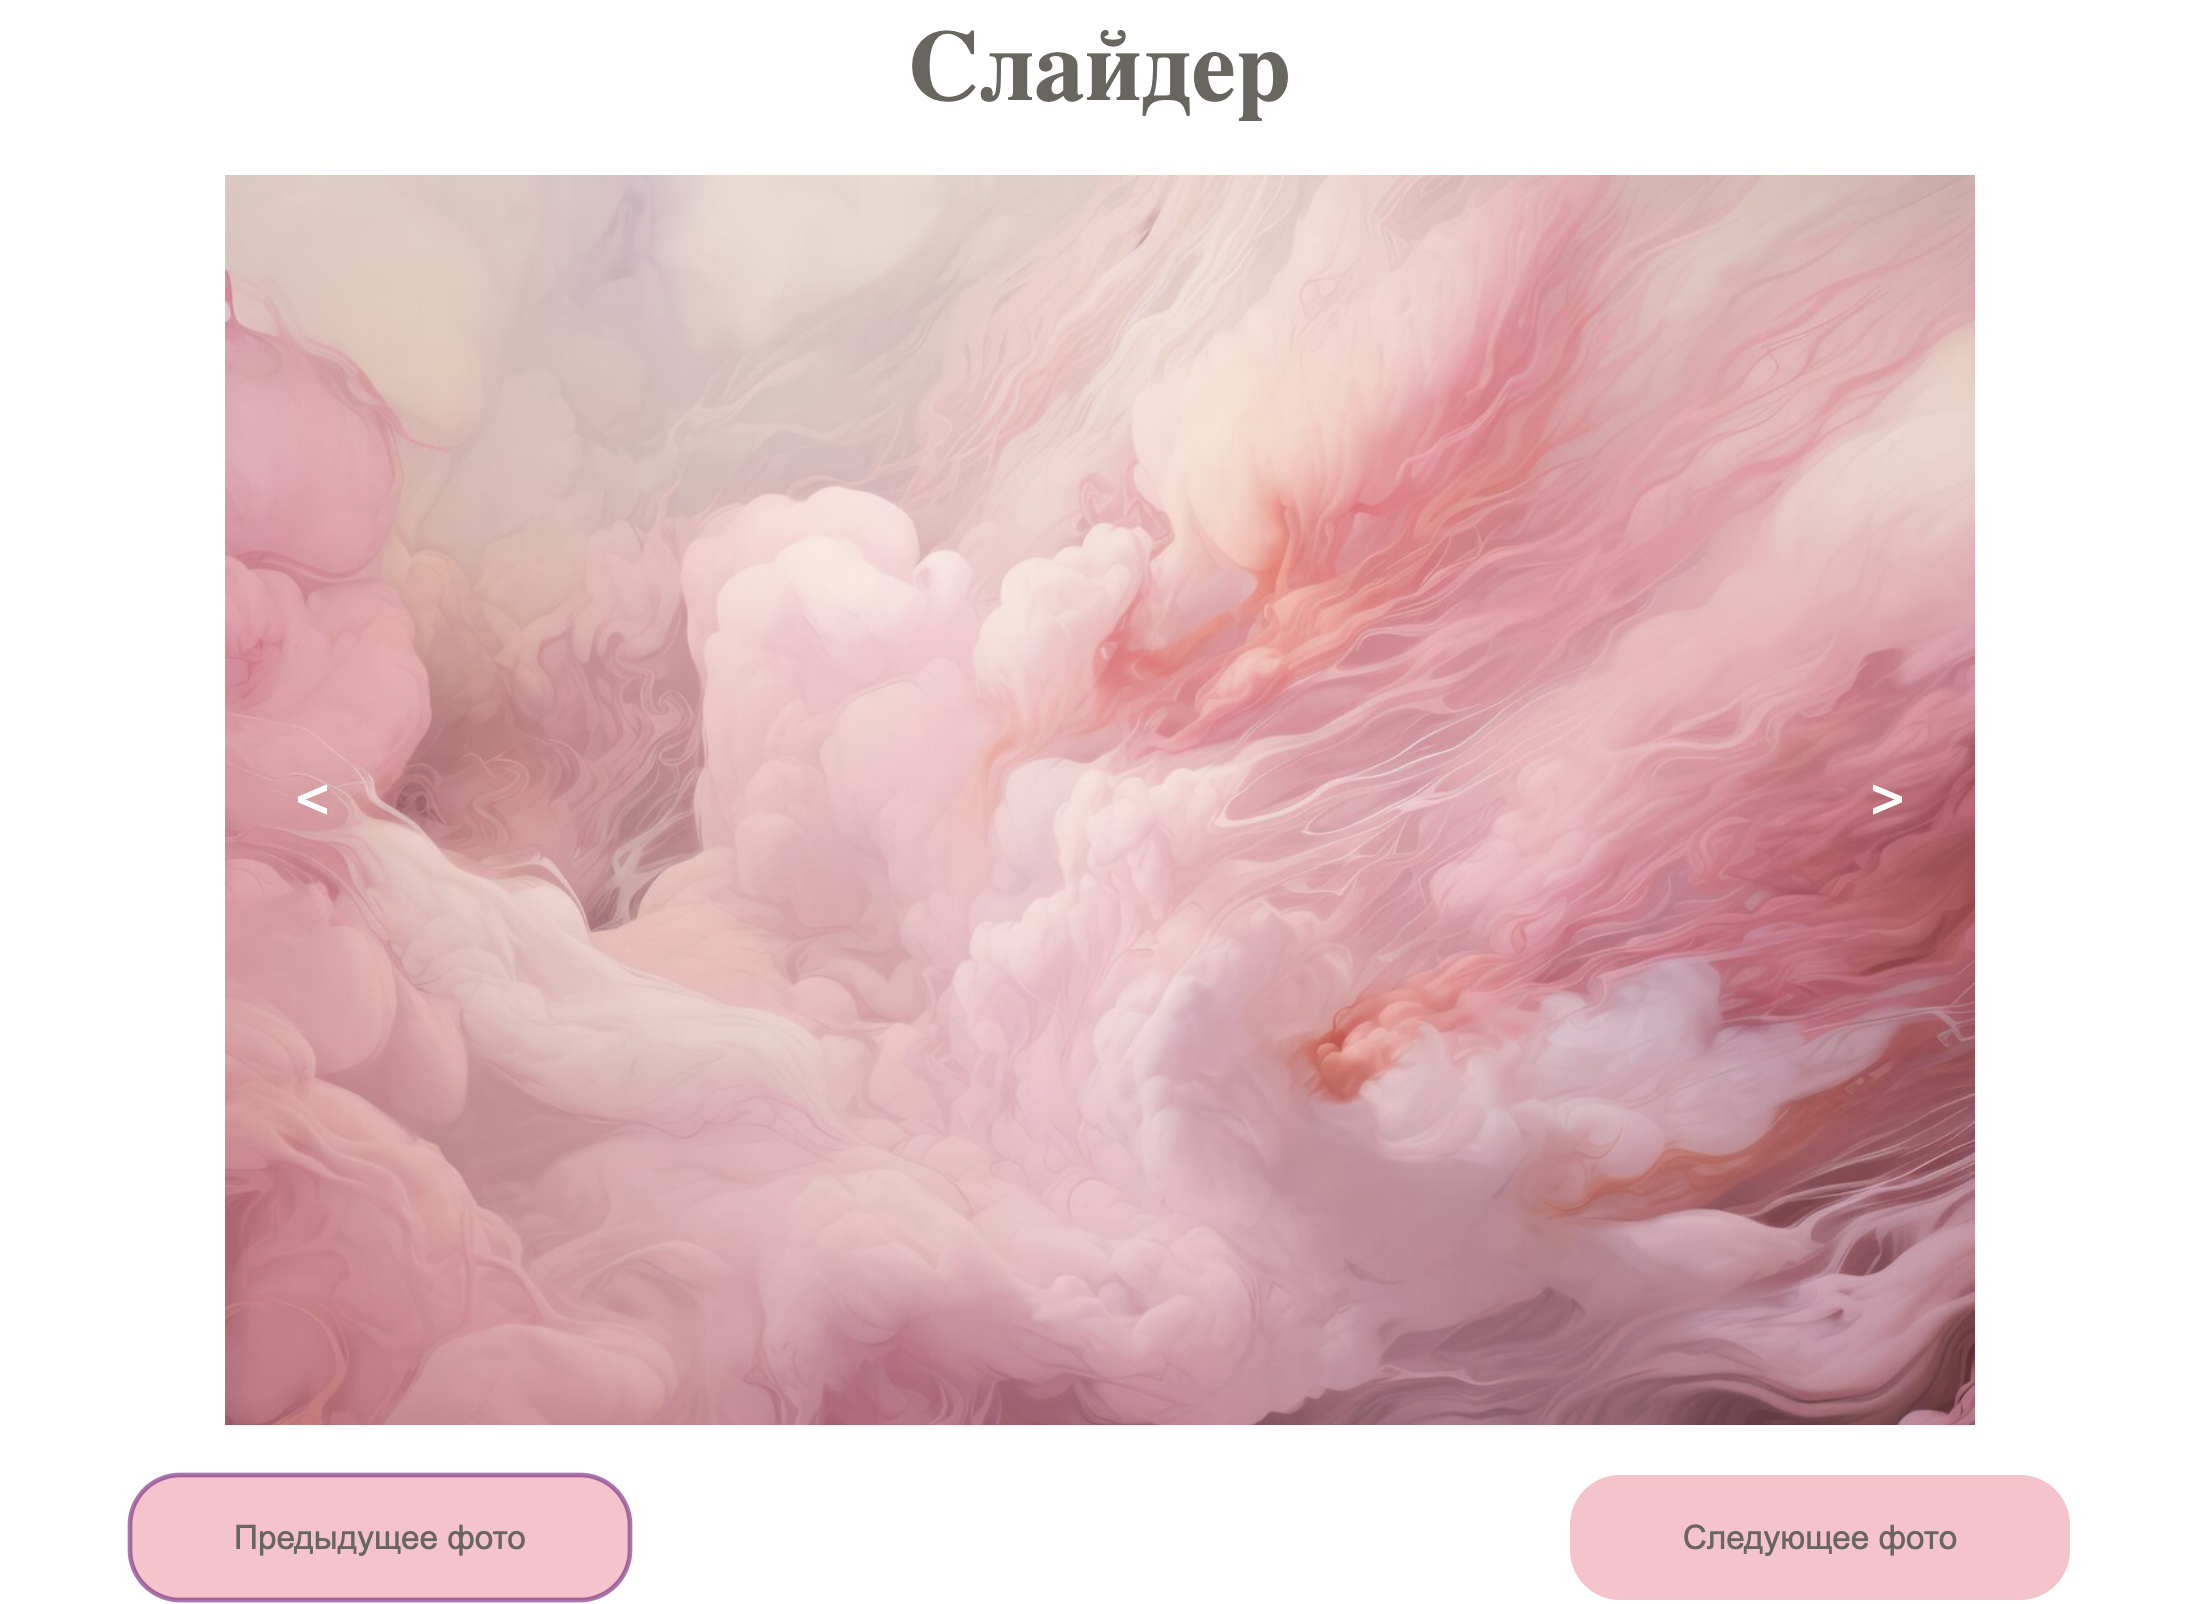 Слайдер
<
>
Предыдущее фото
Следующее фото